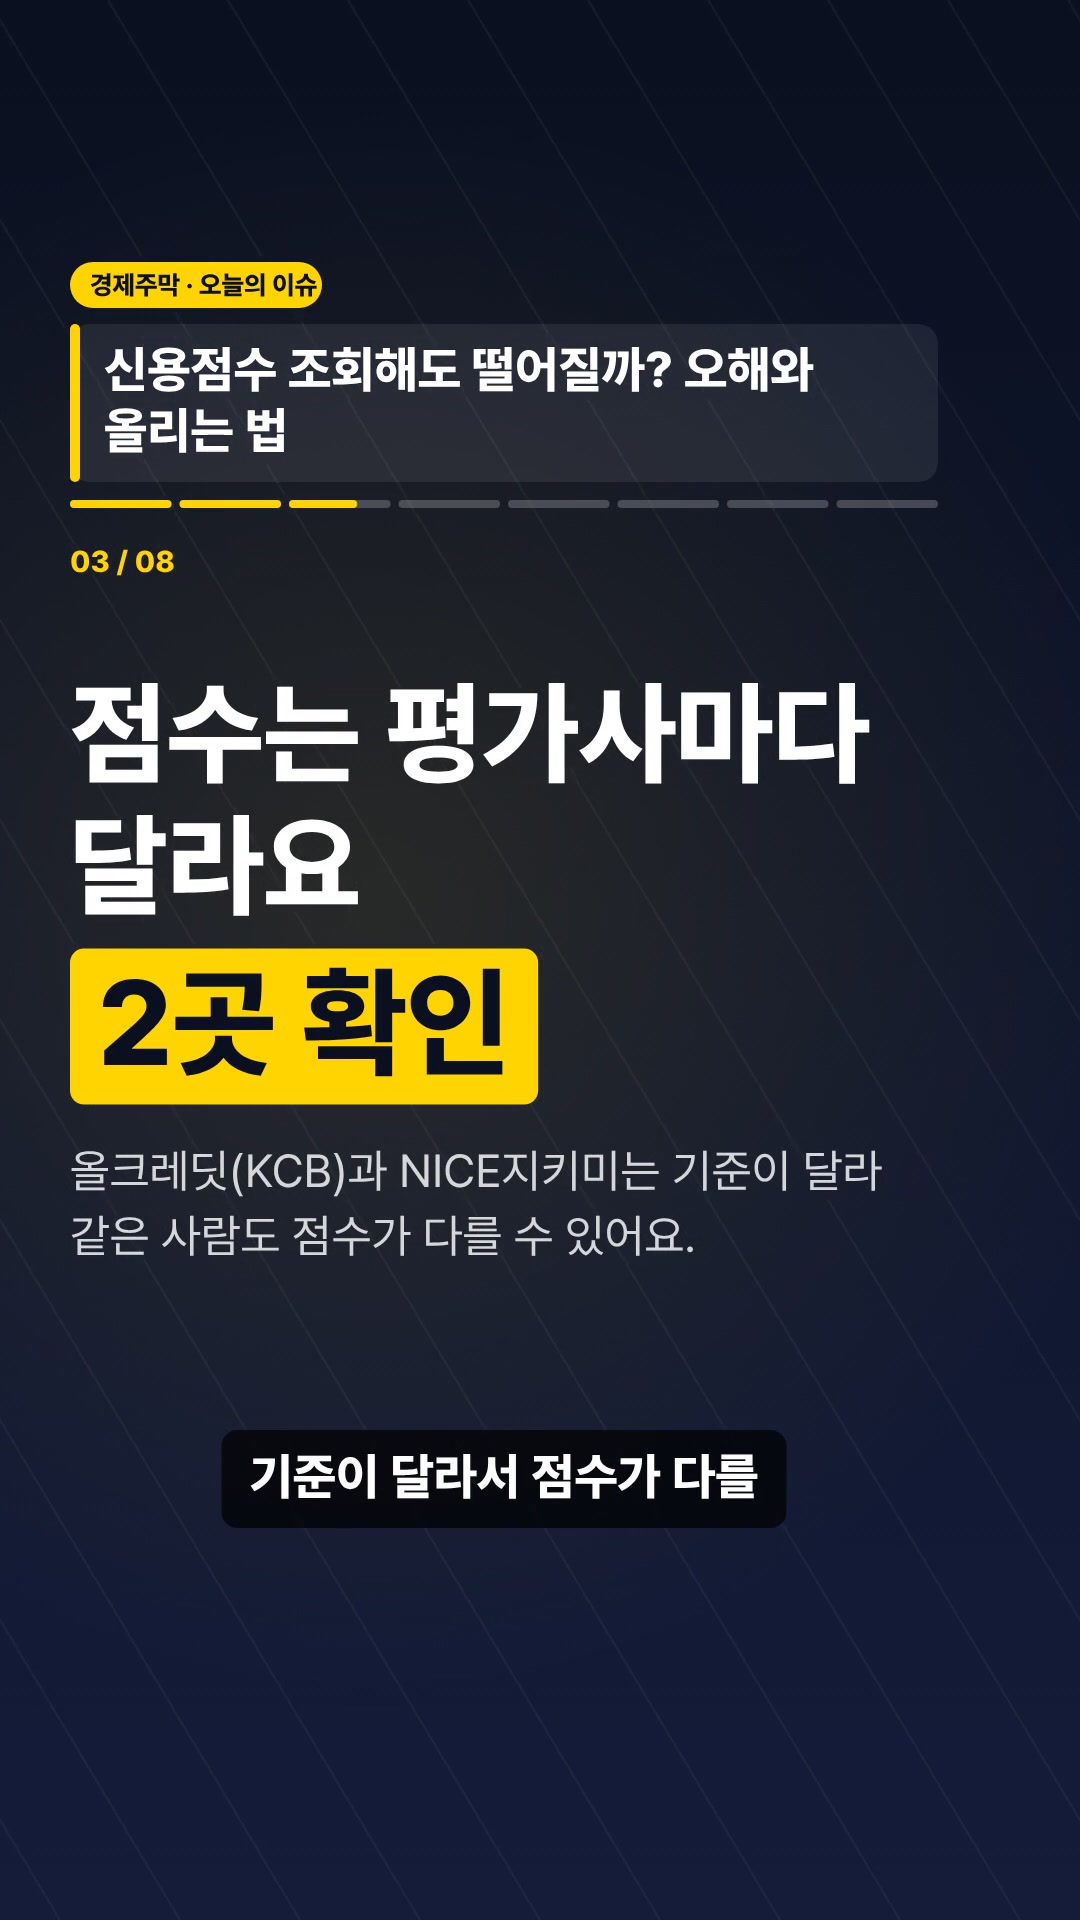 경제주막 · 오늘의 이슈
신용점수 조회해도 떨어질까? 오해와
올리는 법
03 / 08
점수는 평가사마다
달라요
2곳 확인
올크레딧(KCB)과 NICE지키미는 기준이 달라
같은 사람도 점수가 다를 수 있어요.
기준이 달라서 점수가 다를